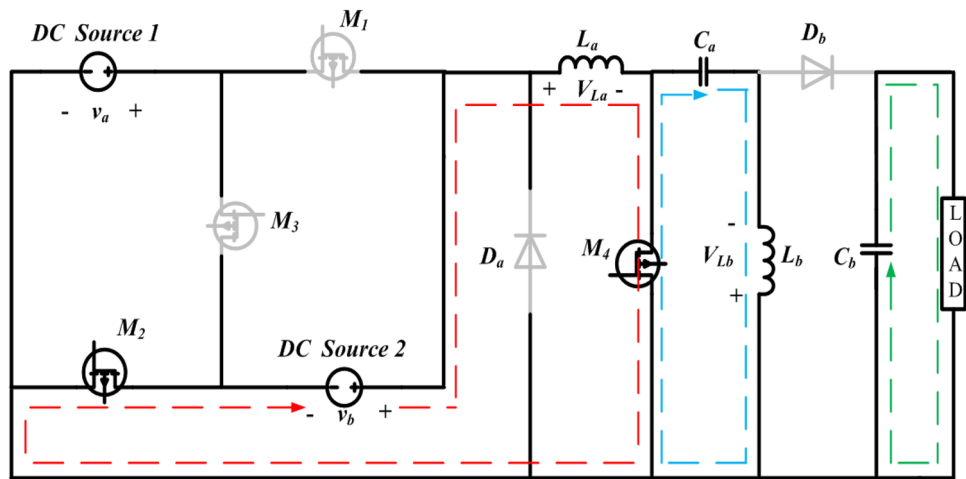 M1
DC Source 1
- va +
La
+ VLa -
Ca
Db
M3
Da
M4
-
VLb
+
Lb
Cb
LOAD
M2
DC Source 2
- vb +